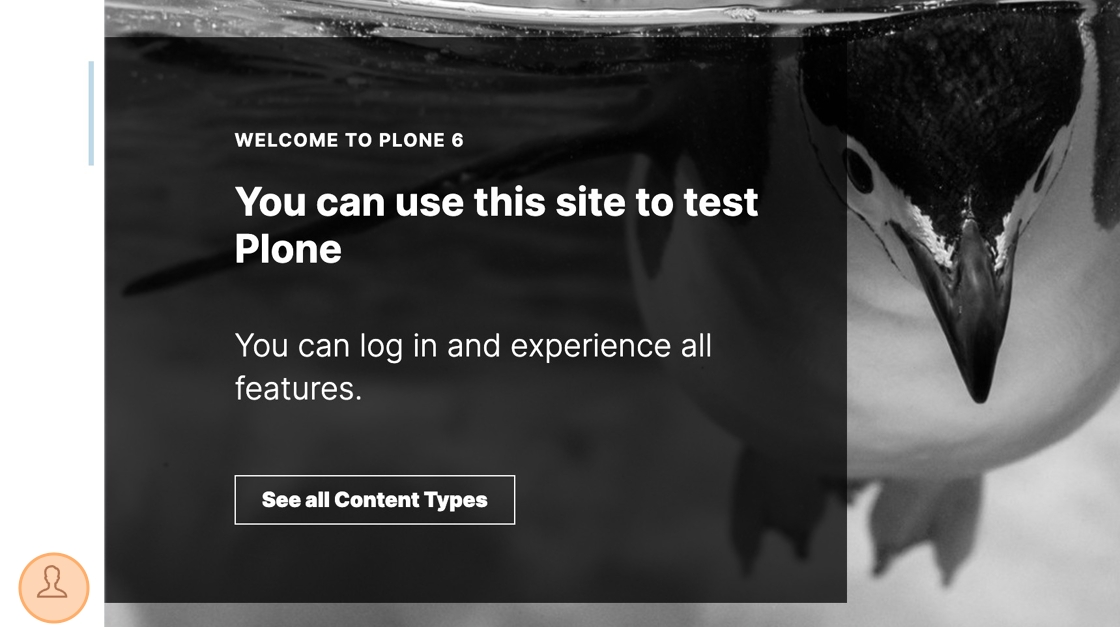 WELCOME TO PLONE 6
You can use this site to test
Plone
You can log in and experience all
features.
See all Content Types